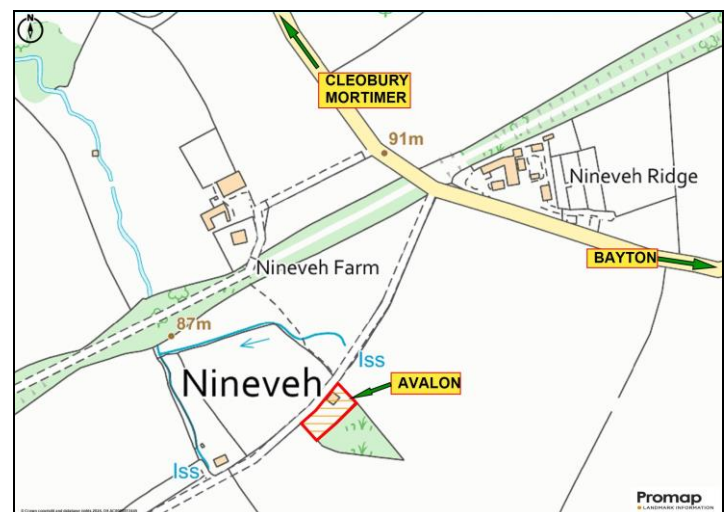 N
CLEOBURY
MORTIMER
91m
Nineveh Ridge
BAYTON
Nineveh Farm
87m
Iss
Nineveh
AVALON
Iss
Promap
LANDMARK INFORMATION